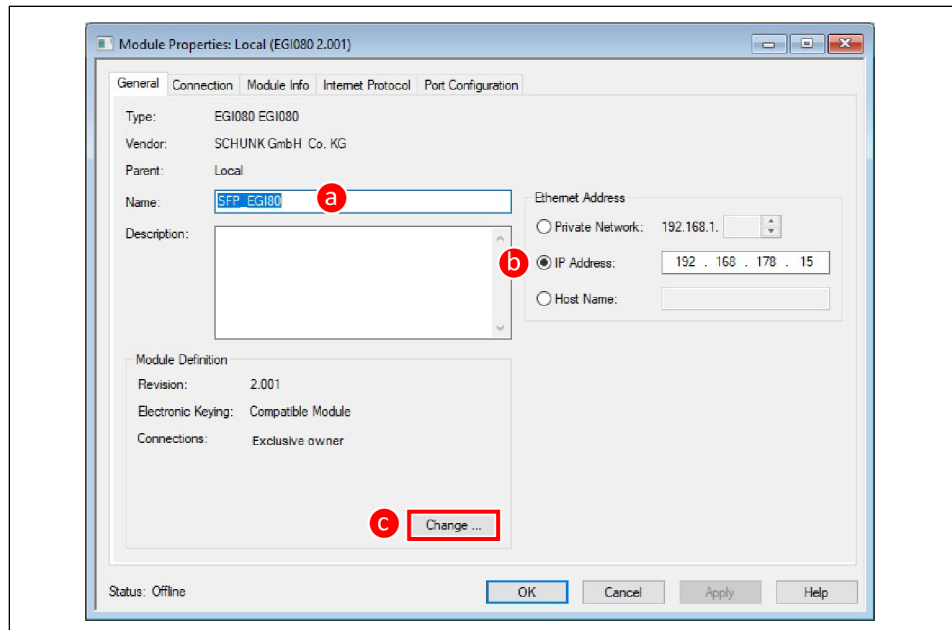 Module Properties: Local (EGI080 2.001)
General Connection Module Info Internet Protocol Port Configuration
Type: EGI080 EGI080
Vendor: SCHUNK GmbH Co. KG
Parent: Local
Name: SFP_EGI80 a
Description:
Ethernet Address
Private Network: 192.168.1.
b IP Address: 192 . 168 . 178 . 15
Host Name:
Module Definition
Revision: 2.001
Electronic Keying: Compatible Module
Connections: Exclusive owner
c Change ...
Status: Offline OK Cancel Apply Help